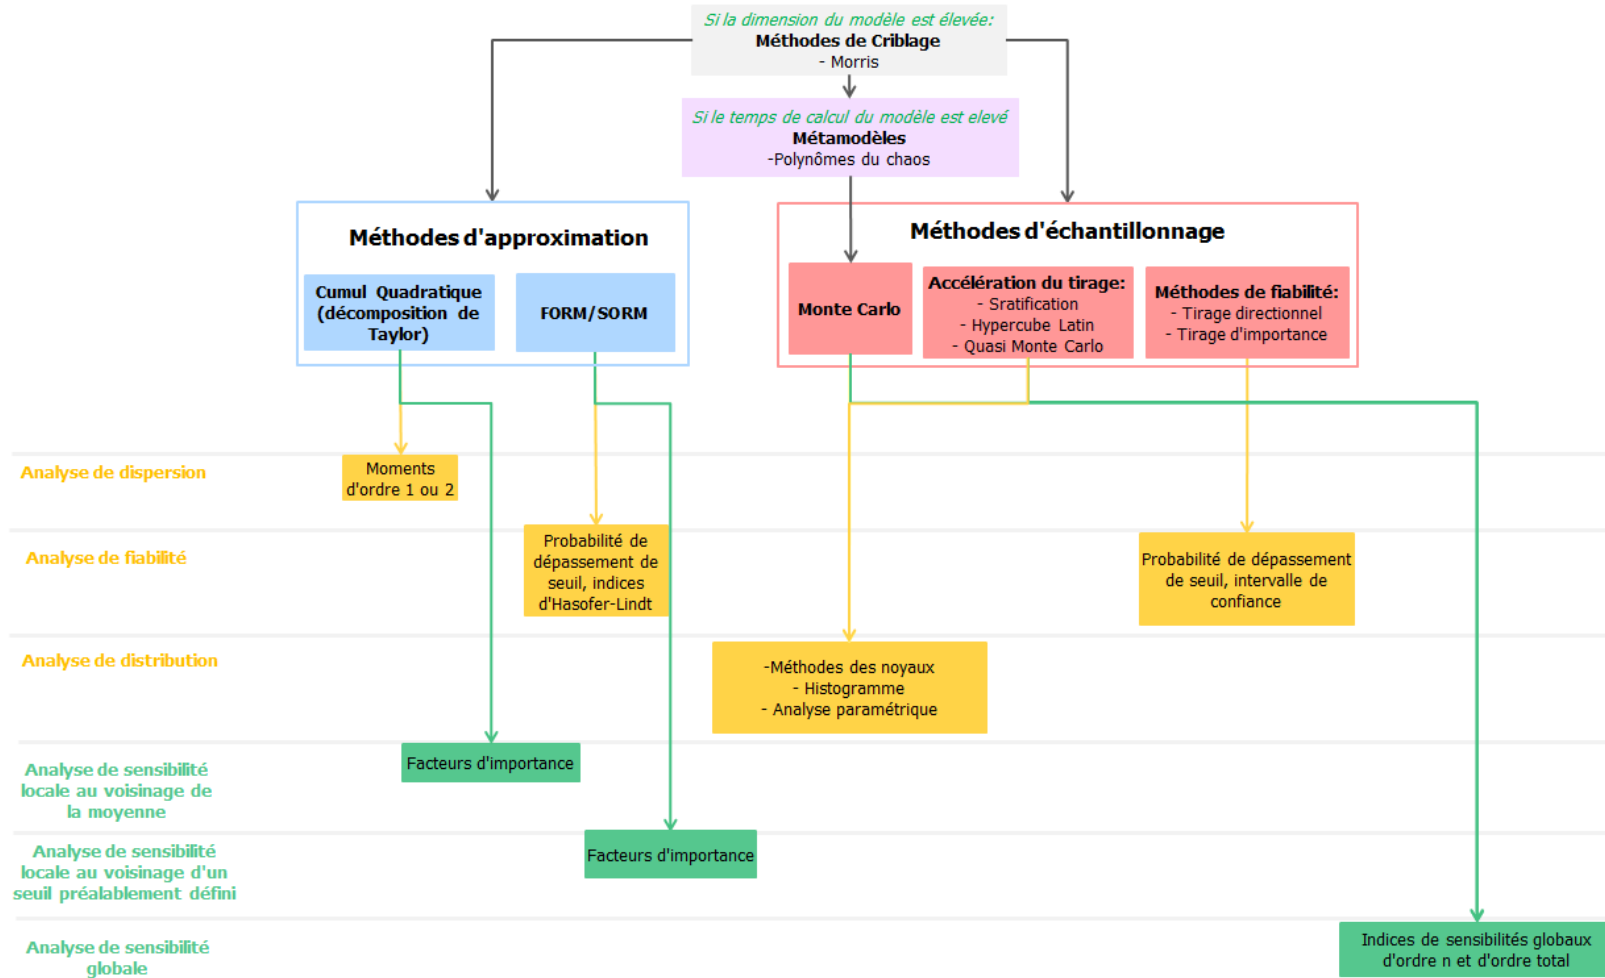 Si la dimension du modèle est élevée:
Méthodes de Criblage
- Morris
Si le temps de calcul du modèle est elevé
Métamodèles
-Polynômes du chaos
Méthodes d'approximation
Cumul Quadratique
(décomposition de
Taylor)
FORM/SORM
Méthodes d'échantillonnage
Monte Carlo
Accélération du tirage:
- Sratification
- Hypercube Latin
- Quasi Monte Carlo
Méthodes de fiabilité:
- Tirage directionnel
- Tirage d'importance
Analyse de dispersion
Moments
d'ordre 1 ou 2
Analyse de fiabilité
Probabilité de
dépassement de
seuil, indices
d'Hasofer-Lindt
Probabilité de dépassement
de seuil, intervalle de
confiance
Analyse de distribution
-Méthodes des noyaux
- Histogramme
- Analyse paramétrique
Analyse de sensibilité
locale au voisinage de
la moyenne
Facteurs d'importance
Analyse de sensibilité
locale au voisinage d'un
seuil préalablement défini
Facteurs d'importance
Analyse de sensibilité
globale
Indices de sensibilités globaux
d'ordre n et d'ordre total